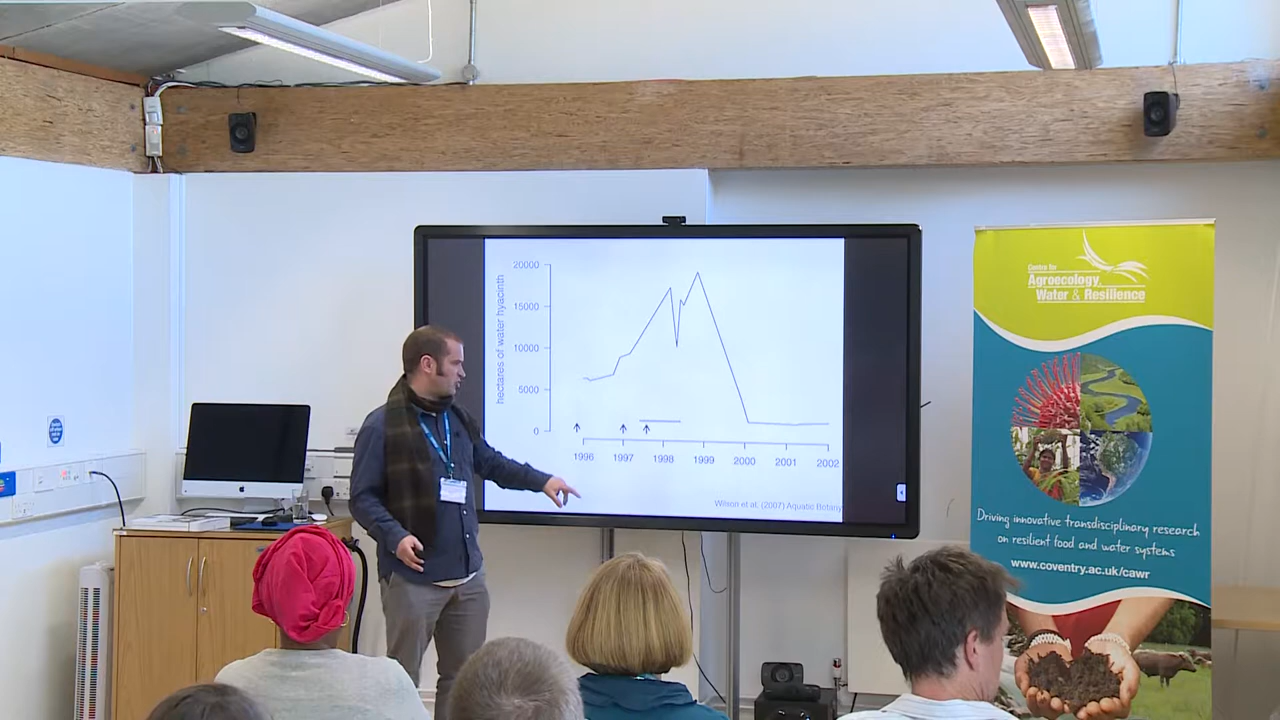 hectares of water hyacinth
20000
15000
10000
5000
0
1996 1997 1998 1999 2000 2001 2002
Wilson et al. (2007) Aquatic Botany
Centre for
Agroecology,
Water & Resilience
Driving innovative transdisciplinary research
on resilient food and water systems
www.coventry.ac.uk/cawr